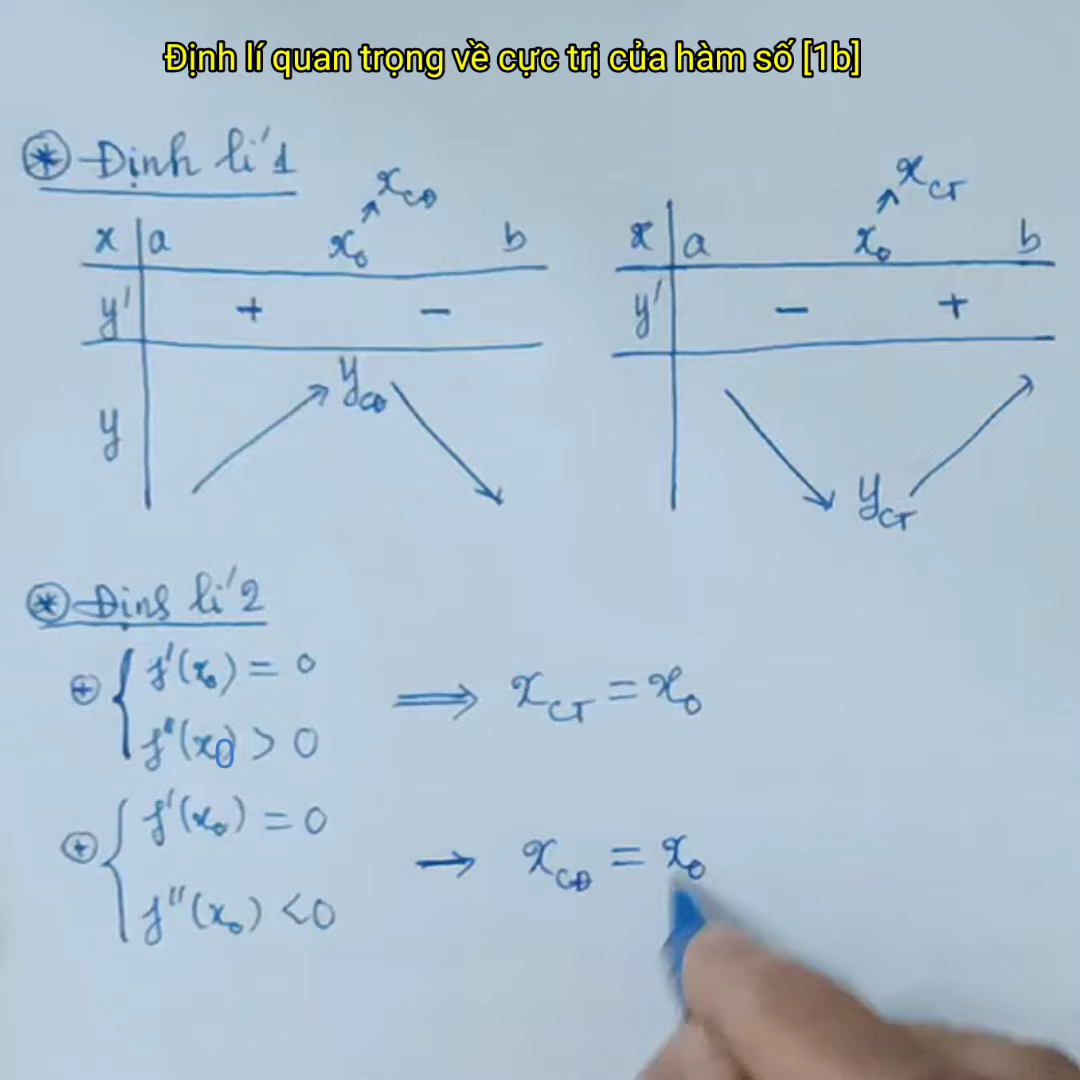 Định lí quan trọng về cực trị của hàm số [1b]
* Định lí 1
x a x₀ ↗ x_CĐ b
y' + −
y y_CĐ
x a x₀ ↗ x_CT b
y' − +
y_CT
* Định lí 2
+ { f'(x₀) = 0
f''(x₀) > 0 ⟹ x_CT = x₀
+ { f'(x₀) = 0
f''(x₀) < 0 → x_CĐ = x₀